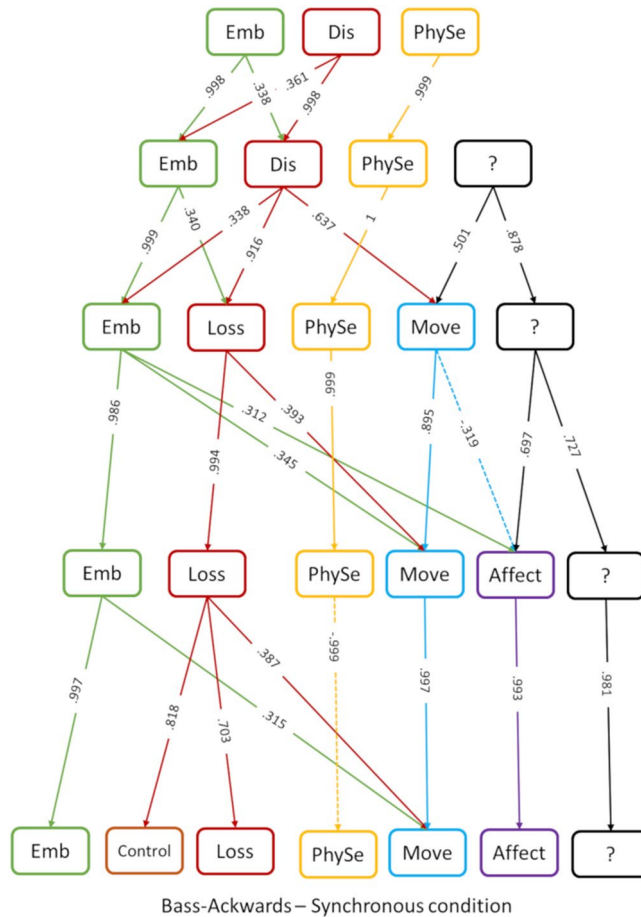 Emb Dis PhySe
.998 .338 .361 .998 .999
Emb Dis PhySe ?
.999 .340 .338 .916 .637 1 .501 .878
Emb Loss PhySe Move ?
.986 .994 .312 .345 .393 .999 .895 -.319 .697 .727
Emb Loss PhySe Move Affect ?
.997 .818 .703 .315 .387 -.999 .997 .993 .981
Emb Control Loss PhySe Move Affect ?
Bass-Ackwards – Synchronous condition